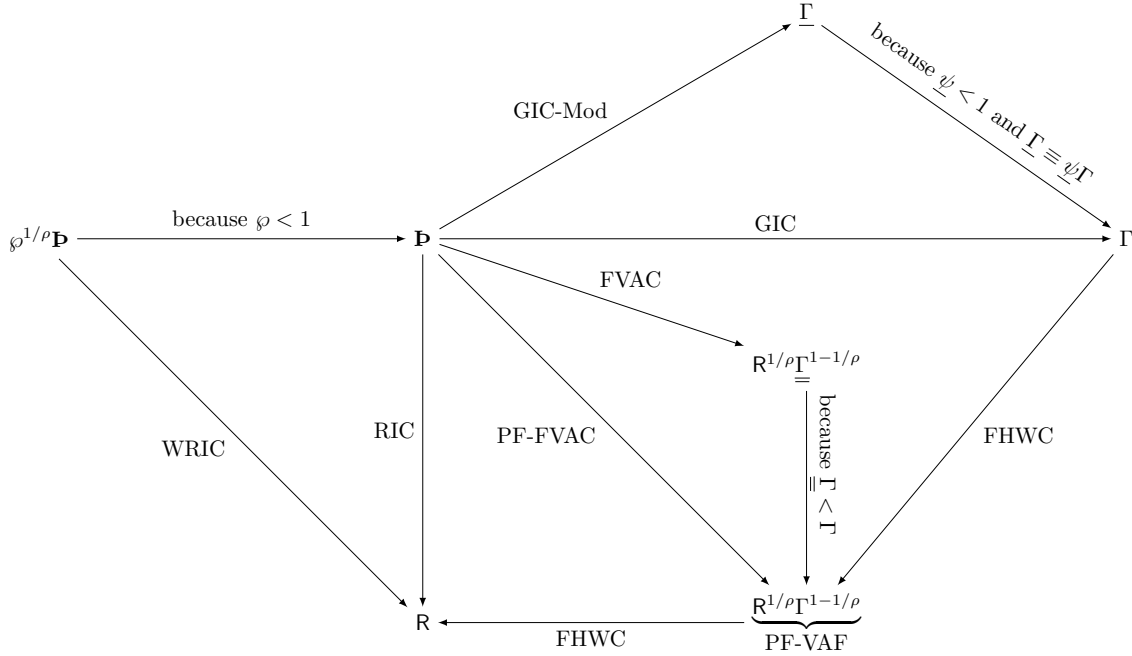 Γ̲
because ψ̲ < 1 and Γ̲ ≡ ψ̲Γ
GIC-Mod
℘^{1/ρ}Þ
because ℘ < 1
Þ
GIC
Γ
FVAC
R^{1/ρ}Γ̳^{1−1/ρ}
WRIC
RIC
PF-FVAC
because Γ̳ < Γ
FHWC
R
FHWC
R^{1/ρ}Γ^{1−1/ρ}
PF-VAF